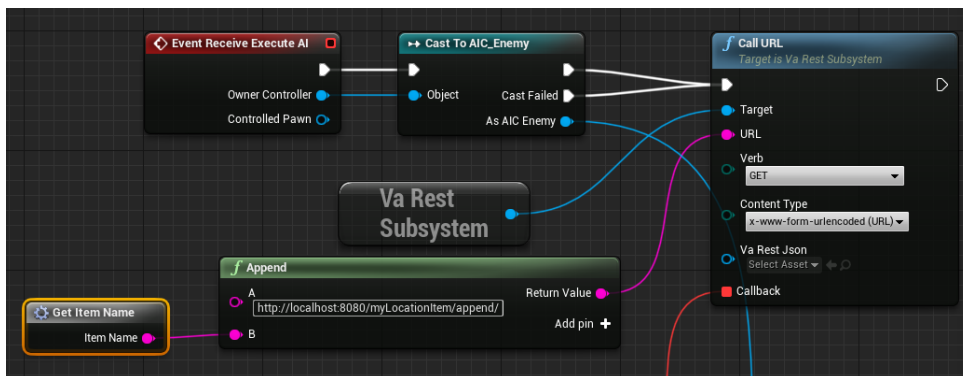 Event Receive Execute AI
Owner Controller
Controlled Pawn
Cast To AIC_Enemy
Object
Cast Failed
As AIC Enemy
Call URL
Target is Va Rest Subsystem
Target
URL
Verb
GET
Content Type
x-www-form-urlencoded (URL)
Va Rest Json
Select Asset
Callback
Va Rest
Subsystem
f Append
A
http://localhost:8080/myLocationItem/append/
B
Return Value
Add pin +
Get Item Name
Item Name